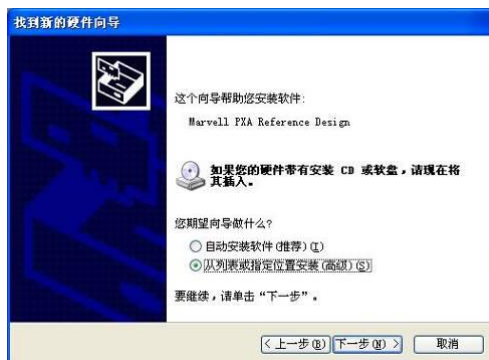 找到新的硬件向导
这个向导帮助您安装软件:
Marvell PXA Reference Design
如果您的硬件带有安装 CD 或软盘，请现在将
其插入。
您期望向导做什么?
自动安装软件(推荐)(I)
从列表或指定位置安装(高级)(S)
要继续，请单击“下一步”。
< 上一步(B) 下一步(N) > 取消